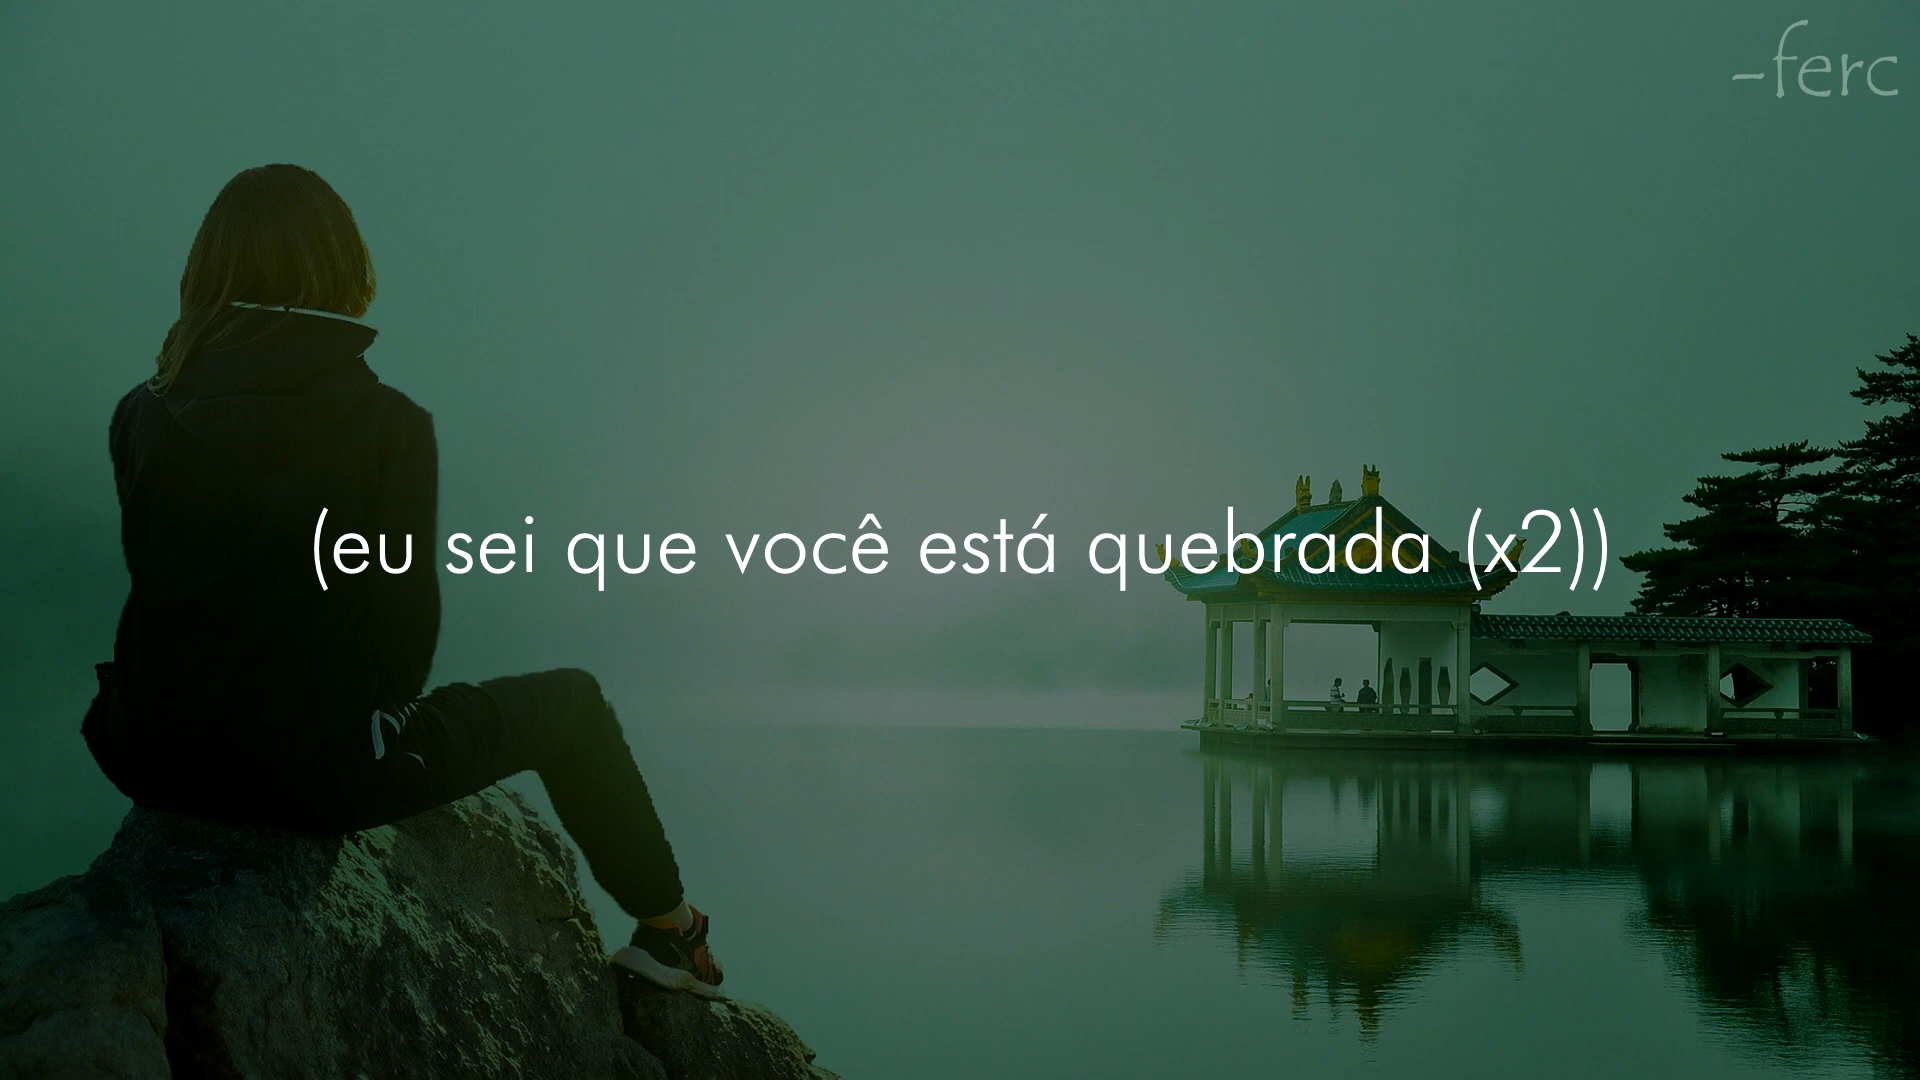 -ferc
(eu sei que você está quebrada (x2))